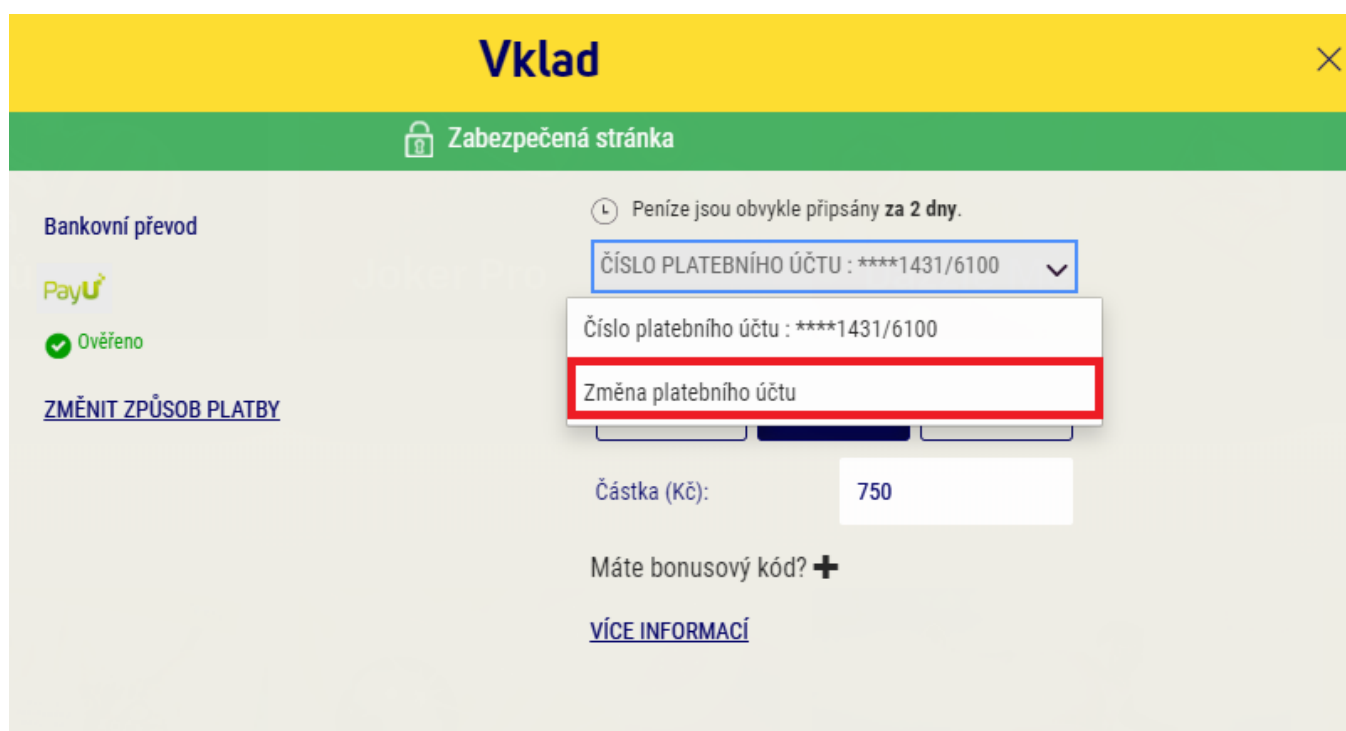 Vklad
Zabezpečená stránka
Bankovní převod
PayU
Ověřeno
ZMĚNIT ZPŮSOB PLATBY
Peníze jsou obvykle připsány za 2 dny.
ČÍSLO PLATEBNÍHO ÚČTU : ****1431/6100
Číslo platebního účtu : ****1431/6100
Změna platebního účtu
Částka (Kč): 750
Máte bonusový kód?
VÍCE INFORMACÍ